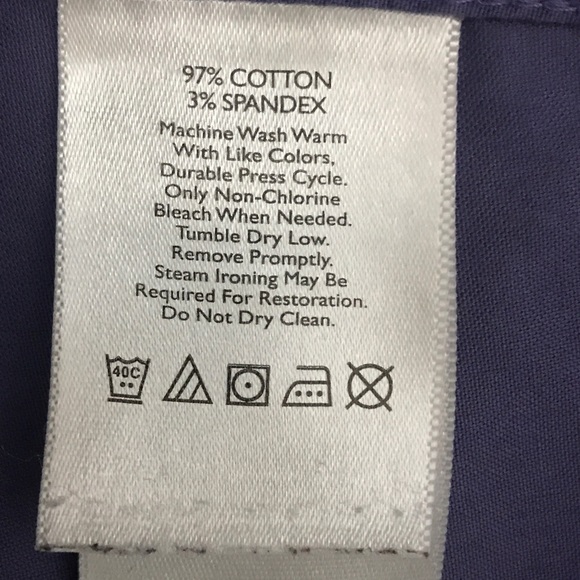 97% COTTON
3% SPANDEX
Machine Wash Warm
With Like Colors,
Durable Press Cycle.
Only Non-Chlorine
Bleach When Needed.
Tumble Dry Low.
Remove Promptly.
Steam Ironing May Be
Required For Restoration.
Do Not Dry Clean.
40C